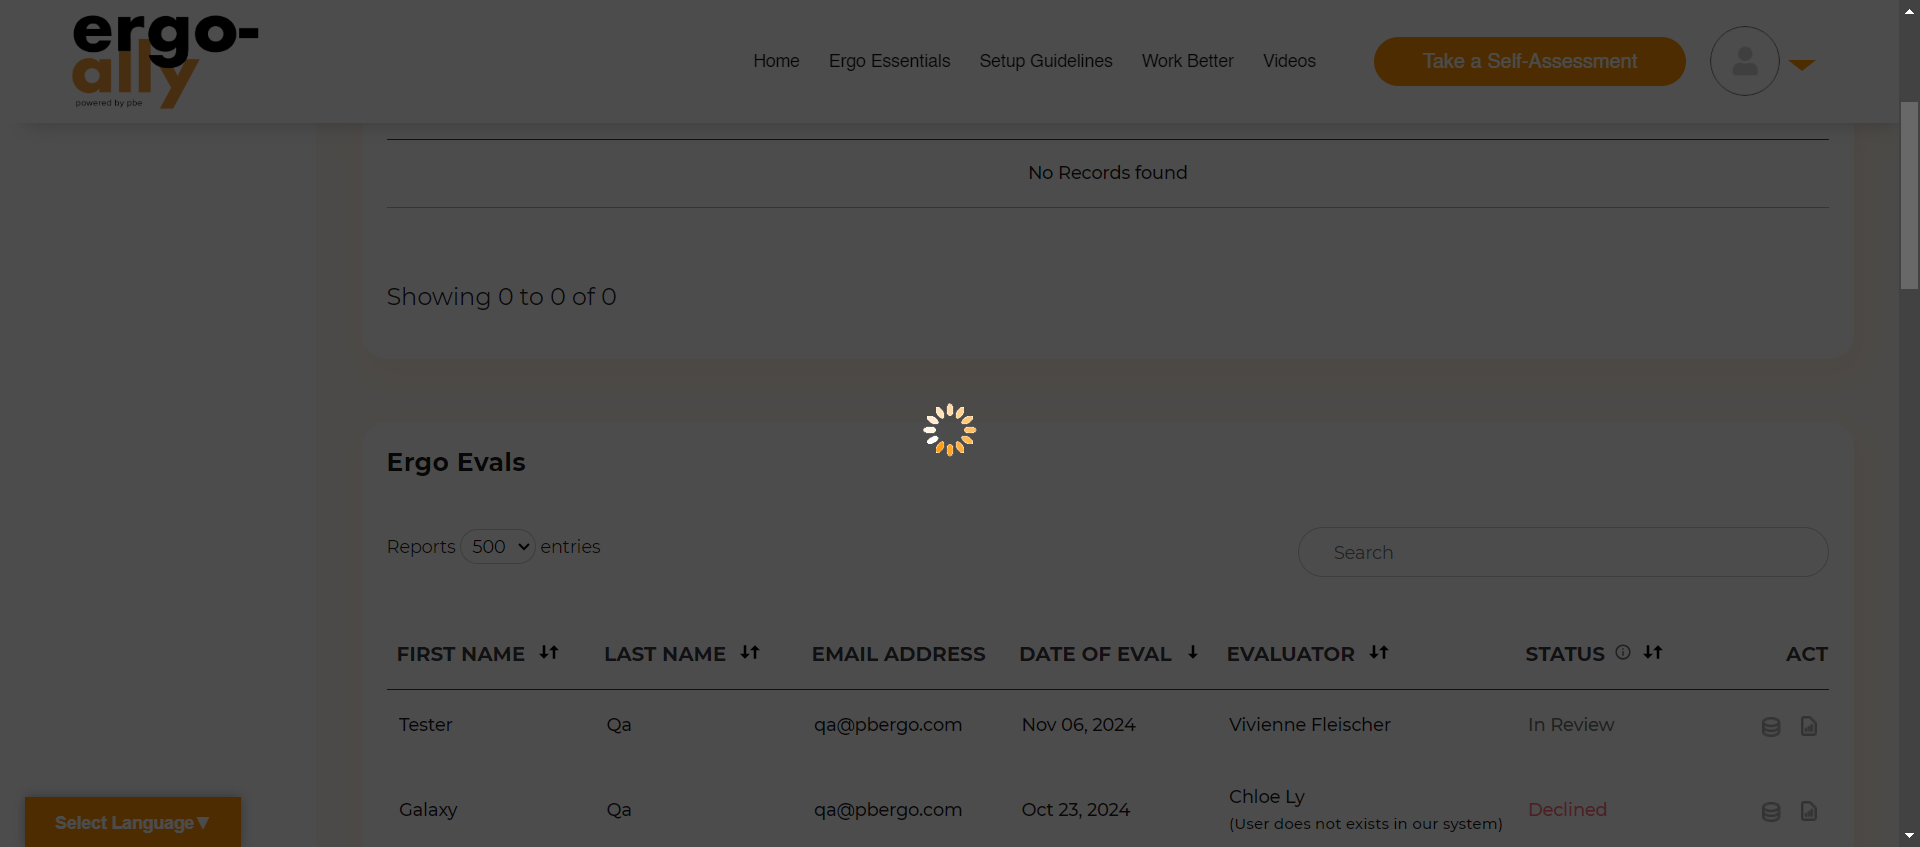 ergo-
ally
powered by pbe
Home Ergo Essentials Setup Guidelines Work Better Videos Take a Self-Assessment
No Records found
Showing 0 to 0 of 0
Ergo Evals
Reports 500 entries Search
FIRST NAME LAST NAME EMAIL ADDRESS DATE OF EVAL EVALUATOR STATUS ACT
Tester Qa qa@pbergo.com Nov 06, 2024 Vivienne Fleischer In Review
Galaxy Qa qa@pbergo.com Oct 23, 2024 Chloe Ly Declined
(User does not exists in our system)
Select Language▼